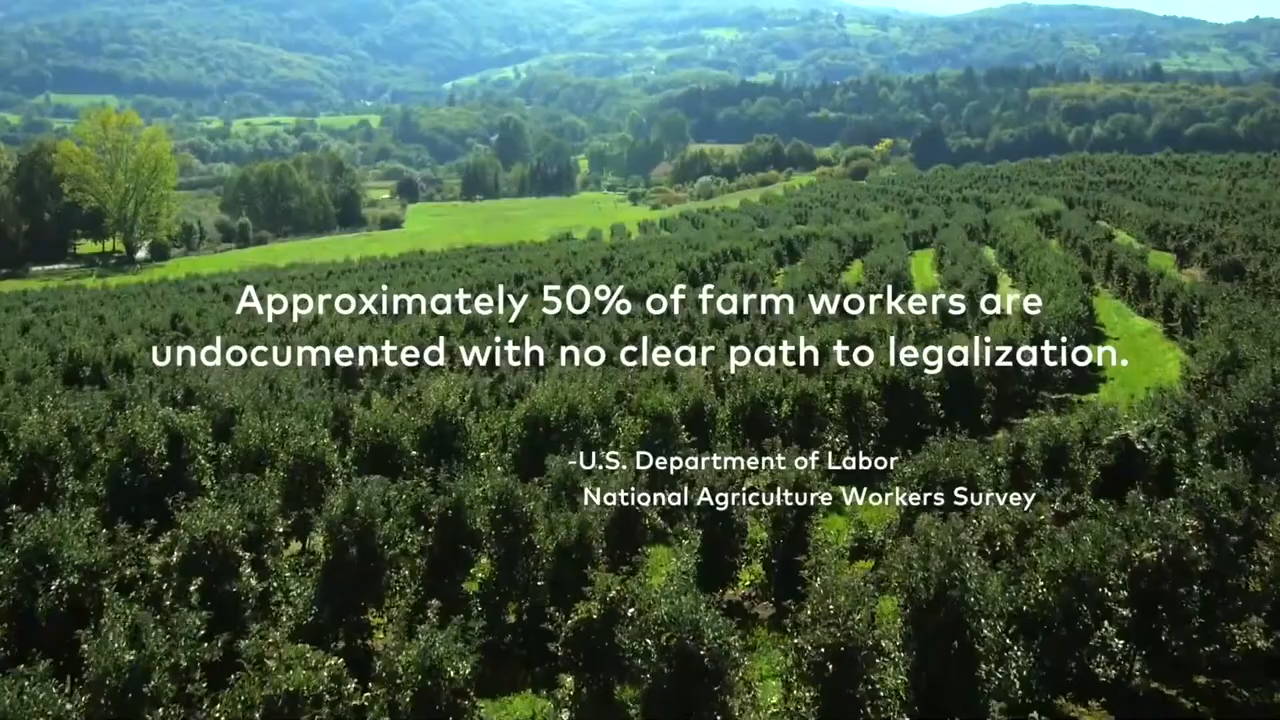 Approximately 50% of farm workers are
undocumented with no clear path to legalization.
-U.S. Department of Labor
National Agriculture Workers Survey